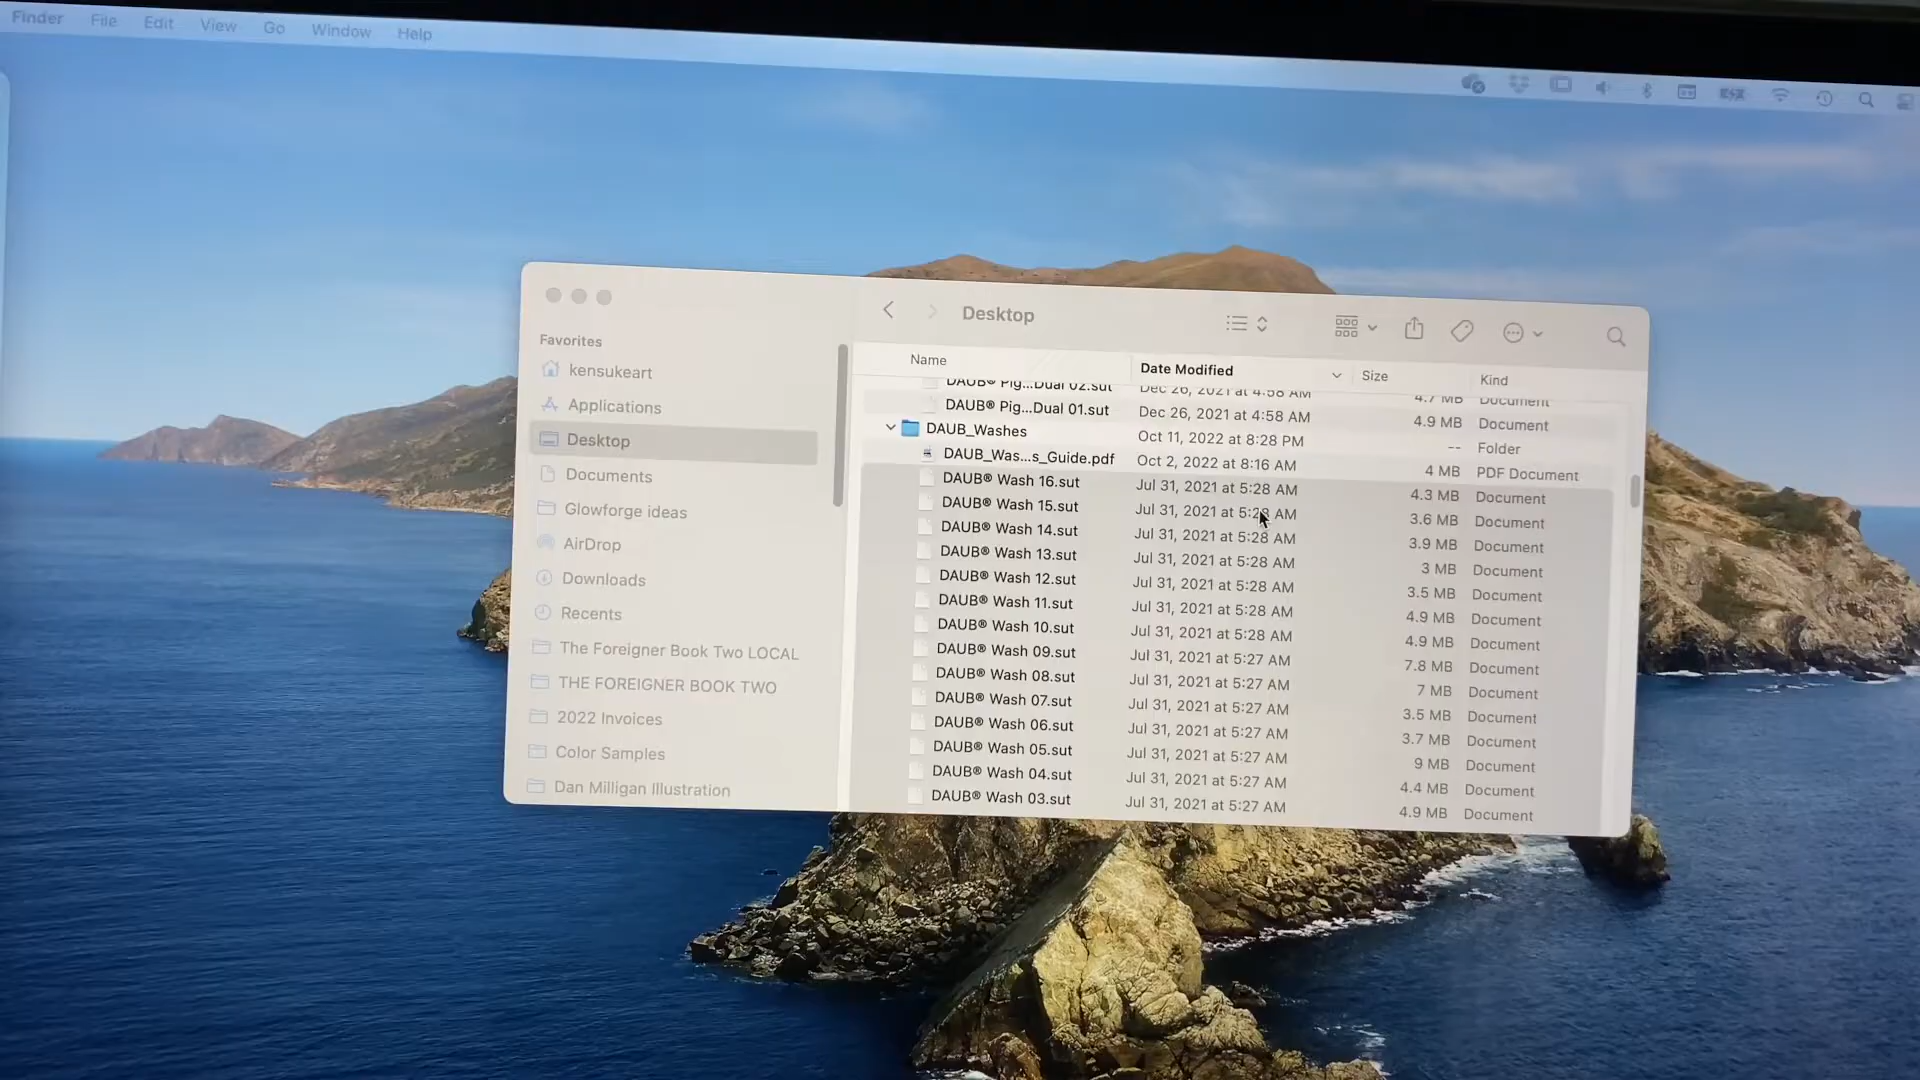 Finder File Edit View Go Window Help
Desktop
Favorites
kensukeart
Applications
Desktop
Documents
Glowforge ideas
AirDrop
Downloads
Recents
The Foreigner Book Two LOCAL
THE FOREIGNER BOOK TWO
2022 Invoices
Color Samples
Dan Milligan Illustration
Name Date Modified Size Kind
DAUB® Pig...Dual 02.sut Dec 26, 2021 at 4:58 AM 4.7 MB Document
DAUB® Pig...Dual 01.sut Dec 26, 2021 at 4:58 AM 4.9 MB Document
DAUB_Washes Oct 11, 2022 at 8:28 PM -- Folder
DAUB_Was...s_Guide.pdf Oct 2, 2022 at 8:16 AM 4 MB PDF Document
DAUB® Wash 16.sut Jul 31, 2021 at 5:28 AM 4.3 MB Document
DAUB® Wash 15.sut Jul 31, 2021 at 5:28 AM 3.6 MB Document
DAUB® Wash 14.sut Jul 31, 2021 at 5:28 AM 3.9 MB Document
DAUB® Wash 13.sut Jul 31, 2021 at 5:28 AM 3 MB Document
DAUB® Wash 12.sut Jul 31, 2021 at 5:28 AM 3.5 MB Document
DAUB® Wash 11.sut Jul 31, 2021 at 5:28 AM 4.9 MB Document
DAUB® Wash 10.sut Jul 31, 2021 at 5:28 AM 4.9 MB Document
DAUB® Wash 09.sut Jul 31, 2021 at 5:27 AM 7.8 MB Document
DAUB® Wash 08.sut Jul 31, 2021 at 5:27 AM 7 MB Document
DAUB® Wash 07.sut Jul 31, 2021 at 5:27 AM 3.5 MB Document
DAUB® Wash 06.sut Jul 31, 2021 at 5:27 AM 3.7 MB Document
DAUB® Wash 05.sut Jul 31, 2021 at 5:27 AM 9 MB Document
DAUB® Wash 04.sut Jul 31, 2021 at 5:27 AM 4.4 MB Document
DAUB® Wash 03.sut Jul 31, 2021 at 5:27 AM 4.9 MB Document